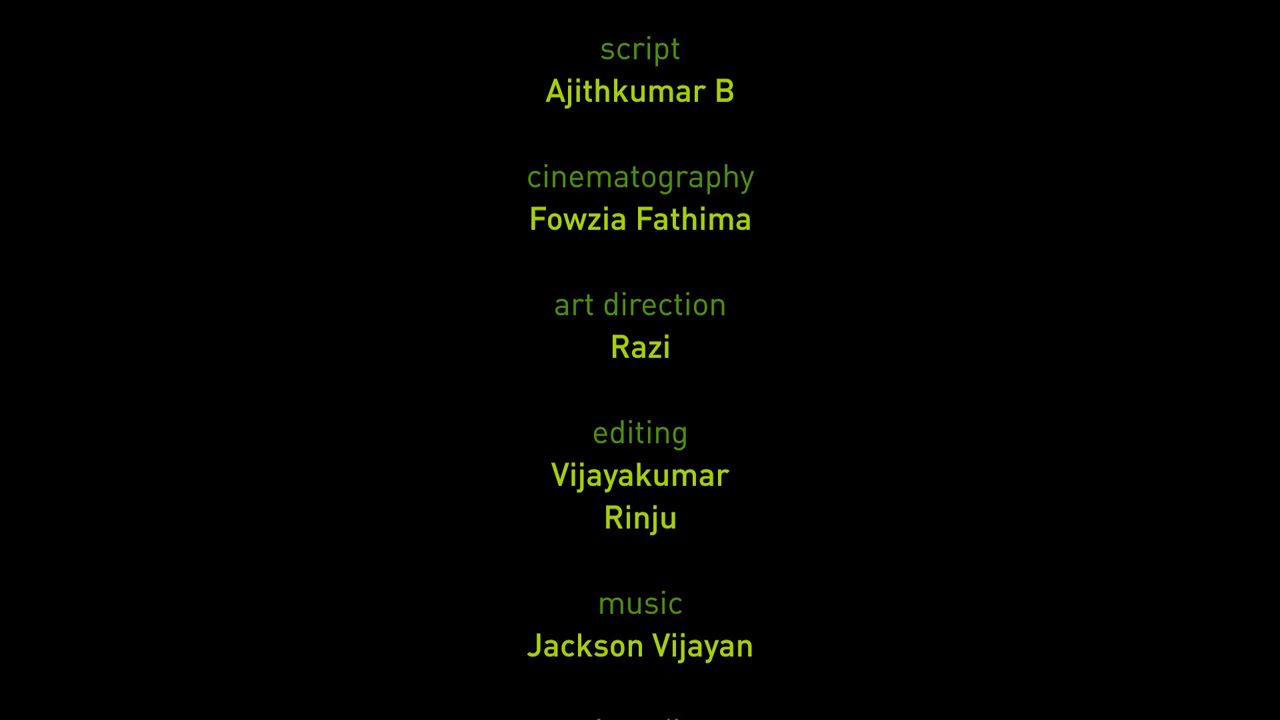 script
Ajithkumar B
cinematography
Fowzia Fathima
art direction
Razi
editing
Vijayakumar
Rinju
music
Jackson Vijayan